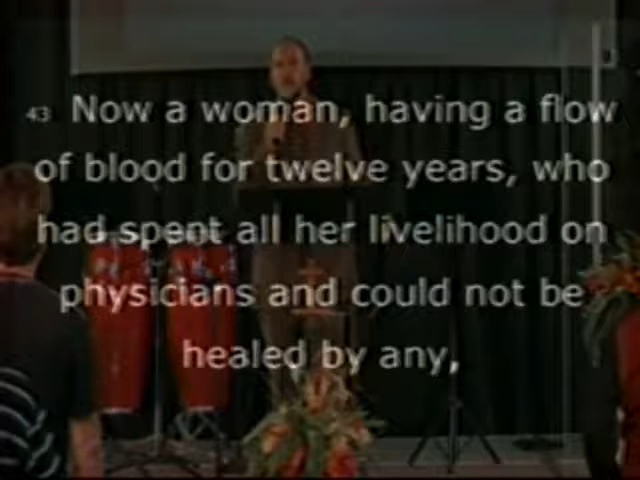 43 Now a woman, having a flow
of blood for twelve years, who
had spent all her livelihood on
physicians and could not be
healed by any,